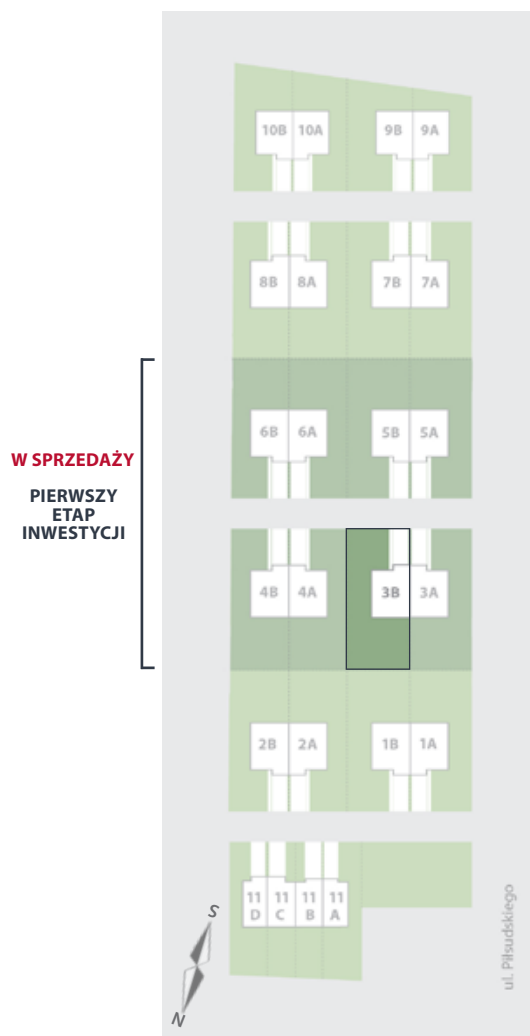 10B 10A 9B 9A
8B 8A 7B 7A
6B 6A 5B 5A
W SPRZEDAŻY
PIERWSZY
ETAP
INWESTYCJI
4B 4A 3B 3A
2B 2A 1B 1A
11 11 11 11
D C B A
S
N
ul. Piłsudskiego